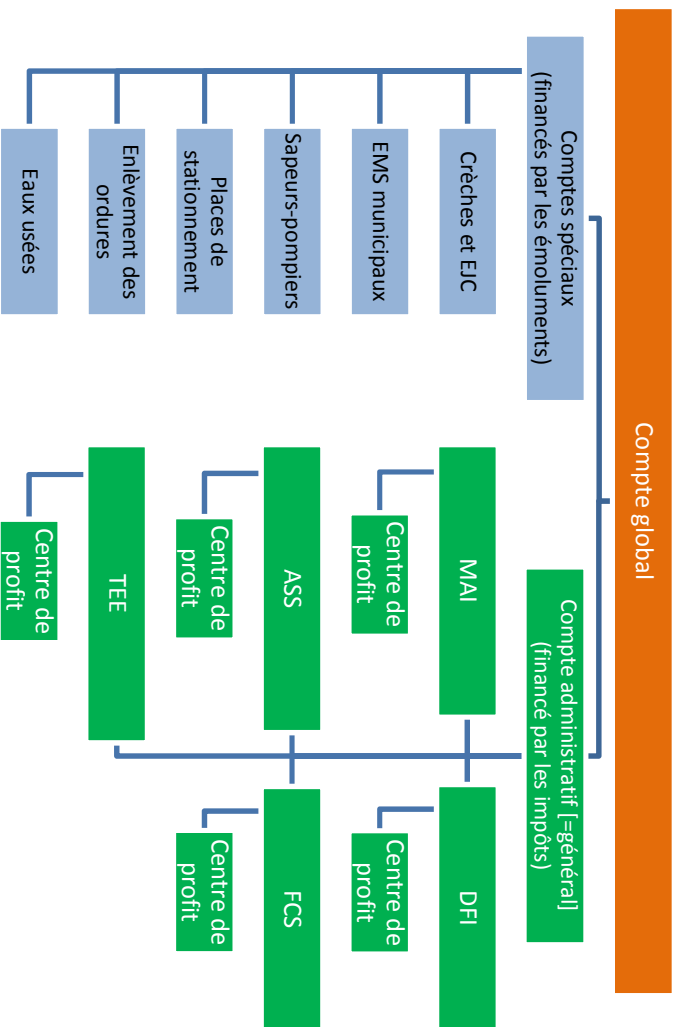 Compte global
Comptes spéciaux
(financés par les émoluments)
Crèches et EJC
EMS municipaux
Sapeurs-pompiers
Places de
stationnement
Enlèvement des
ordures
Eaux usées
Compte administratif [=général]
(financé par les impôts)
MAI
Centre de
profit
DFI
Centre de
profit
ASS
Centre de
profit
FCS
Centre de
profit
TEE
Centre de
profit